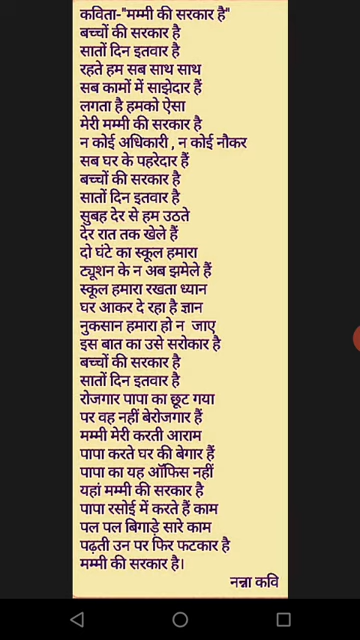 कविता-"मम्मी की सरकार है"
बच्चों की सरकार है
सातों दिन इतवार है
रहते हम सब साथ साथ
सब कामों में साझेदार हैं
लगता है हमको ऐसा
मेरी मम्मी की सरकार है
न कोई अधिकारी , न कोई नौकर
सब घर के पहरेदार हैं
बच्चों की सरकार है
सातों दिन इतवार है
सुबह देर से हम उठते
देर रात तक खेले हैं
दो घंटे का स्कूल हमारा
ट्यूशन के न अब झमेले हैं
स्कूल हमारा रखता ध्यान
घर आकर दे रहा है ज्ञान
नुकसान हमारा हो न जाए
इस बात का उसे सरोकार है
बच्चों की सरकार है
सातों दिन इतवार है
रोजगार पापा का छूट गया
पर वह नहीं बेरोजगार हैं
मम्मी मेरी करती आराम
पापा करते घर की बेगार हैं
पापा का यह ऑफिस नहीं
यहां मम्मी की सरकार है
पापा रसोई में करते हैं काम
पल पल बिगाड़े सारे काम
पढ़ती उन पर फिर फटकार है
मम्मी की सरकार है।
नन्ना कवि